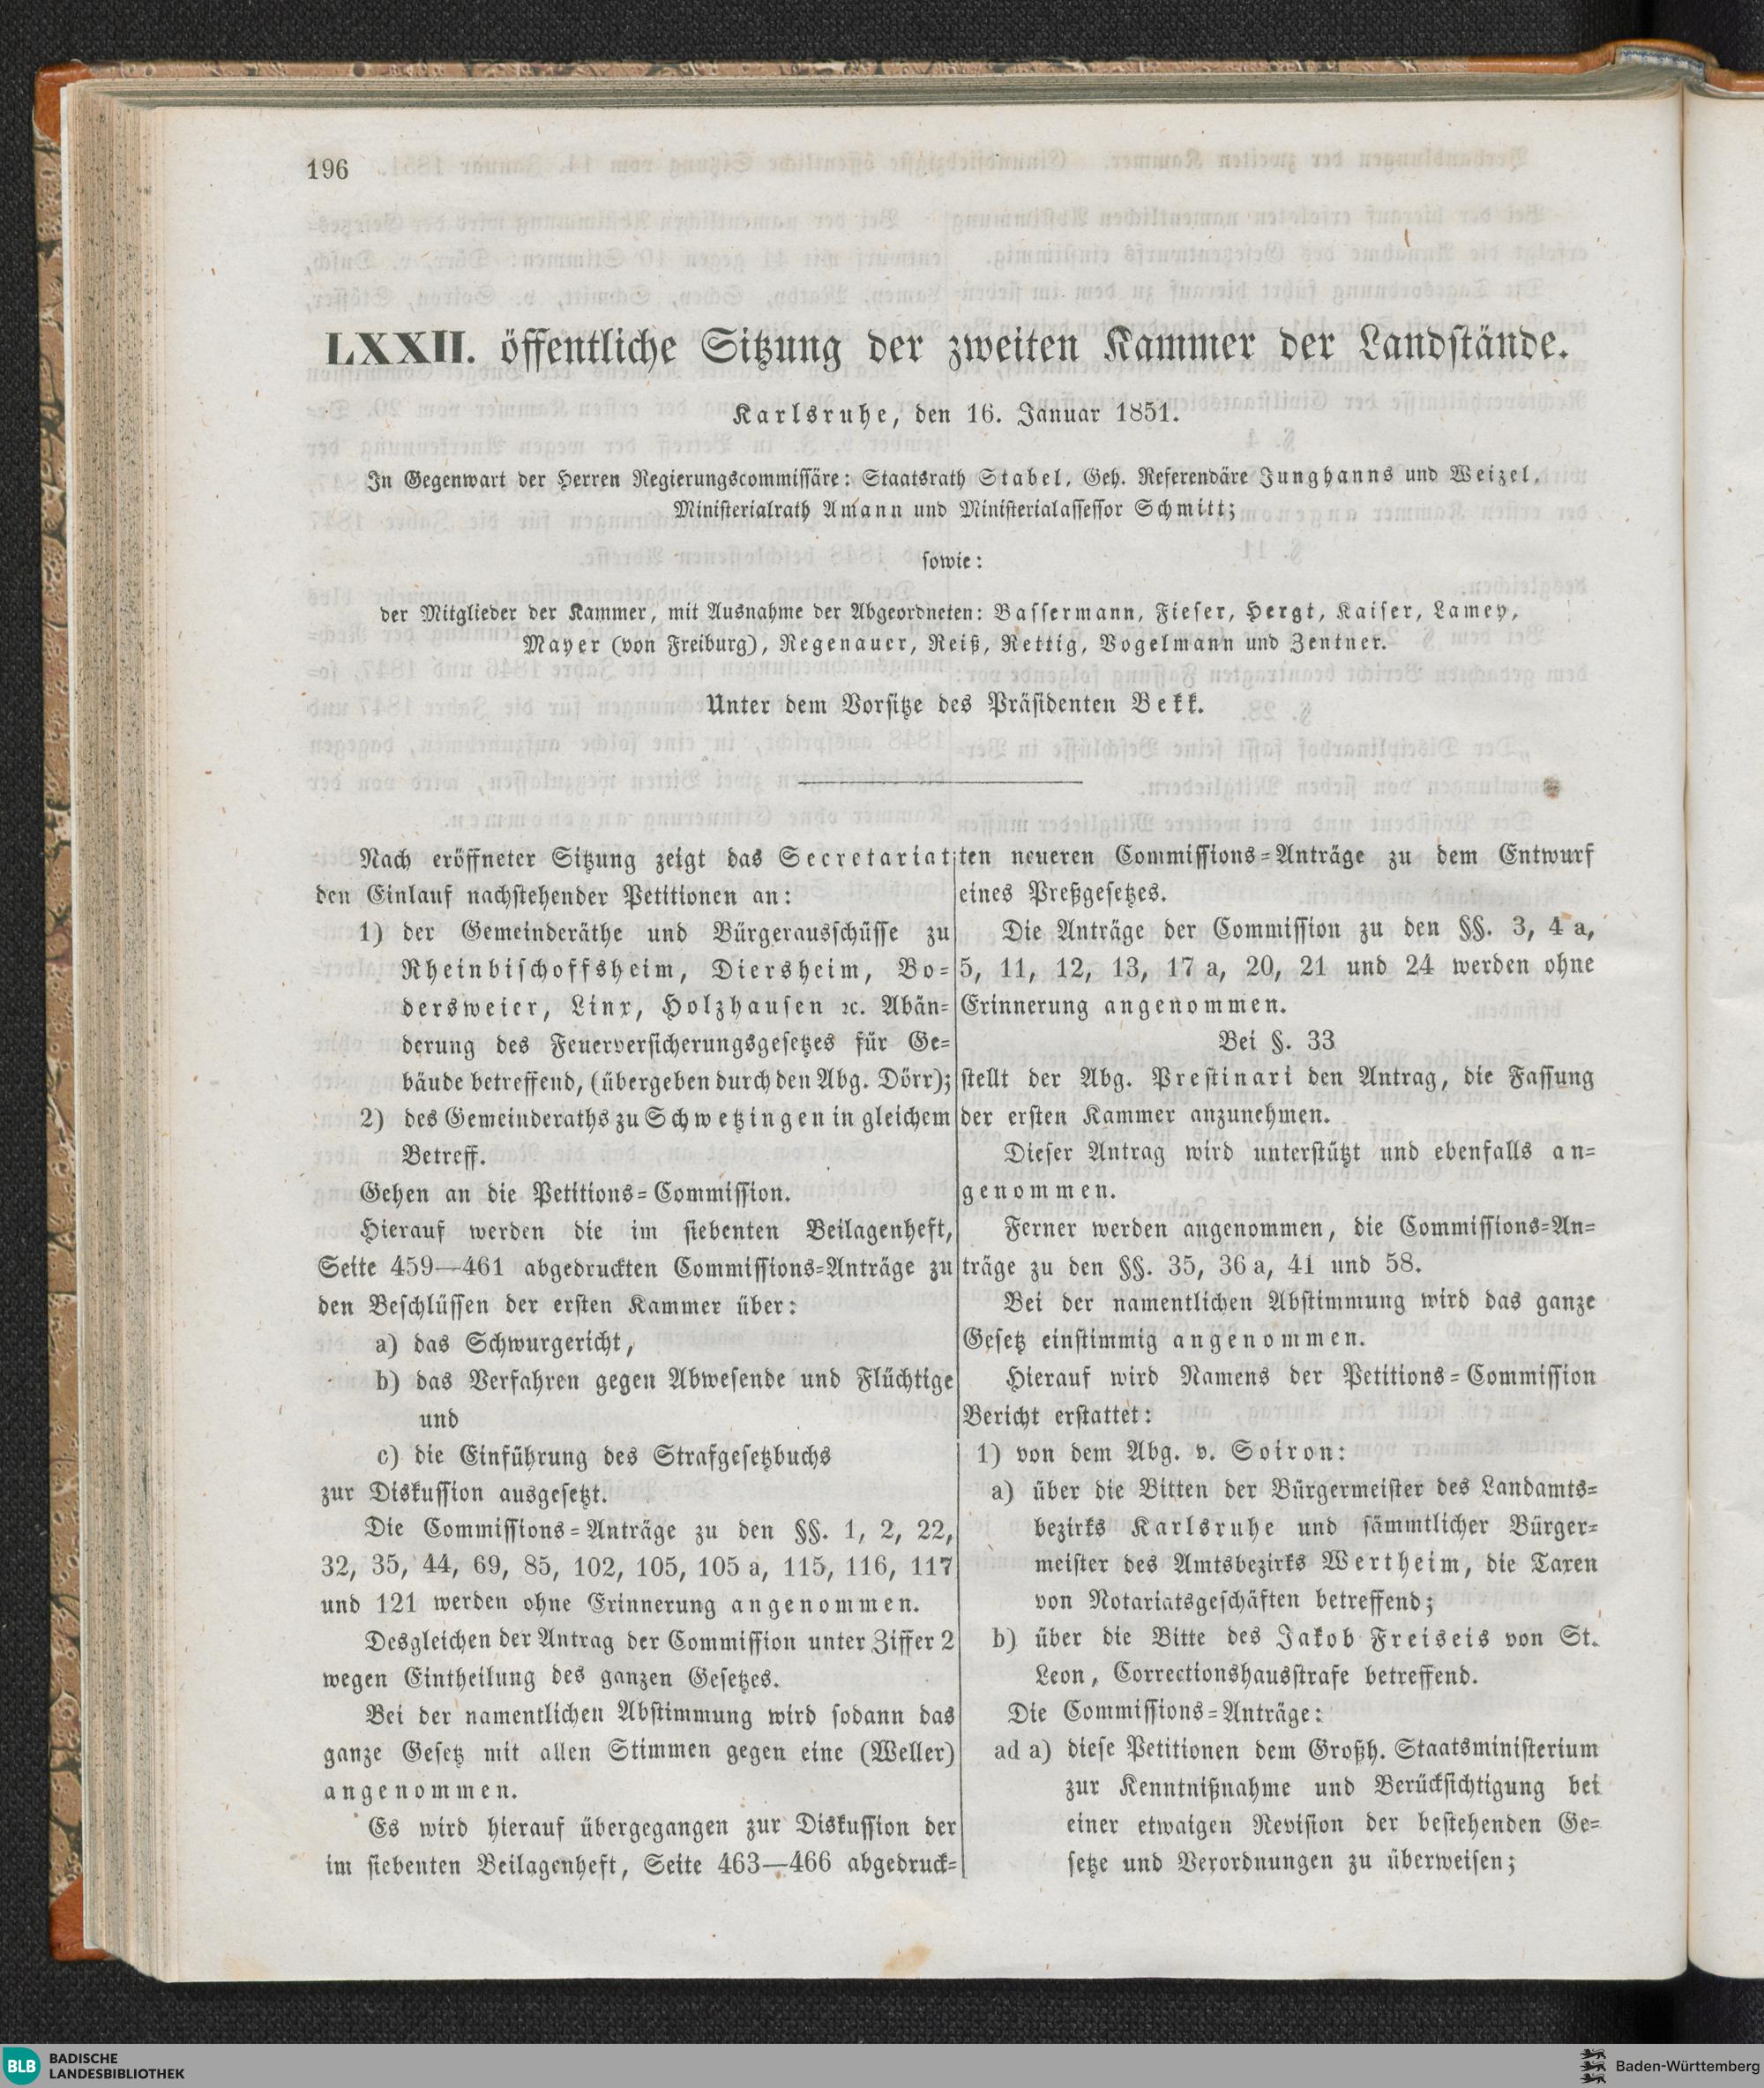 196
LXXII. öffentliche Sitzung der zweiten Kammer der Landstände.
Karlsruhe, den 16. Januar 1851.
In Gegenwart der Herren Regierungscommissäre: Staatsrath Stabel, Geh. Referendäre Junghanns und Weizel,
Ministerialrath Amann und Ministerialassessor Schmitt;
sowie:
der Mitglieder der Kammer, mit Ausnahme der Abgeordneten: Bassermann, Fieser, Hergt, Kaiser, Lamey,
Mayer (von Freiburg), Regenauer, Reiß, Rettig, Vogelmann und Zentner.
Unter dem Vorsitze des Präsidenten Bekk.
Nach eröffneter Sitzung zeigt das Secretariat
den Einlauf nachstehender Petitionen an:
1) der Gemeinderäthe und Bürgerausschüsse zu
Rheinbischoffsheim, Diersheim, Bo-
dersweier, Linx, Holzhausen ꝛc. Abän-
derung des Feuerversicherungsgesetzes für Ge-
bäude betreffend, (übergeben durch den Abg. Dörr);
2) des Gemeinderaths zu Schwetzingen in gleichem
Betreff.
Gehen an die Petitions-Commission.
Hierauf werden die im siebenten Beilagenheft,
Seite 459—461 abgedruckten Commissions-Anträge zu
den Beschlüssen der ersten Kammer über:
a) das Schwurgericht,
b) das Verfahren gegen Abwesende und Flüchtige
und
c) die Einführung des Strafgesetzbuchs
zur Diskussion ausgesetzt.
Die Commissions-Anträge zu den §§. 1, 2, 22,
32, 35, 44, 69, 85, 102, 105, 105 a, 115, 116, 117
und 121 werden ohne Erinnerung angenommen.
Desgleichen der Antrag der Commission unter Ziffer 2
wegen Eintheilung des ganzen Gesetzes.
Bei der namentlichen Abstimmung wird sodann das
ganze Gesetz mit allen Stimmen gegen eine (Weller)
angenommen.
Es wird hierauf übergegangen zur Diskussion der
im siebenten Beilagenheft, Seite 463—466 abgedruck-
ten neueren Commissions-Anträge zu dem Entwurf
eines Preßgesetzes.
Die Anträge der Commission zu den §§. 3, 4 a,
5, 11, 12, 13, 17 a, 20, 21 und 24 werden ohne
Erinnerung angenommen.
Bei §. 33
stellt der Abg. Prestinari den Antrag, die Fassung
der ersten Kammer anzunehmen.
Dieser Antrag wird unterstützt und ebenfalls an-
genommen.
Ferner werden angenommen, die Commissions-An-
träge zu den §§. 35, 36 a, 41 und 58.
Bei der namentlichen Abstimmung wird das ganze
Gesetz einstimmig angenommen.
Hierauf wird Namens der Petitions-Commission
Bericht erstattet:
1) von dem Abg. v. Soiron:
a) über die Bitten der Bürgermeister des Landamts-
bezirks Karlsruhe und sämmtlicher Bürger-
meister des Amtsbezirks Wertheim, die Taxen
von Notariatsgeschäften betreffend;
b) über die Bitte des Jakob Freiseis von St.
Leon, Correctionshausstrafe betreffend.
Die Commissions-Anträge:
ad a) diese Petitionen dem Großh. Staatsministerium
zur Kenntnißnahme und Berücksichtigung bei
einer etwaigen Revision der bestehenden Ge-
setze und Verordnungen zu überweisen;
BLB BADISCHE
LANDESBIBLIOTHEK
Baden-Württemberg